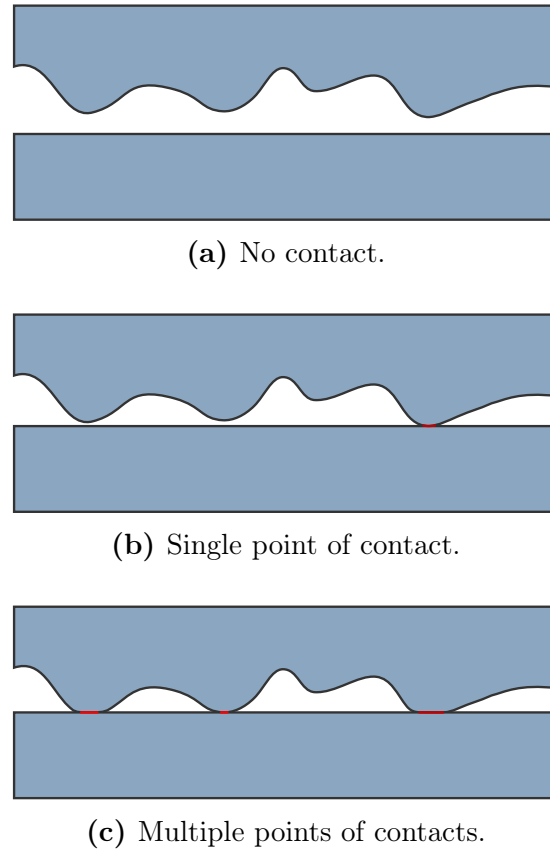 (a) No contact.
(b) Single point of contact.
(c) Multiple points of contacts.